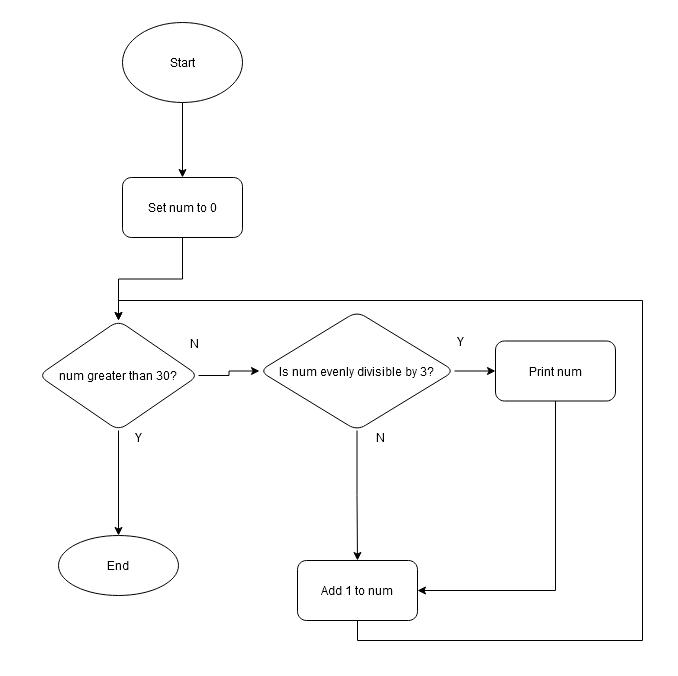 Start
Set num to 0
N
Y
num greater than 30?
Is num evenly divisible by 3?
Print num
Y
N
End
Add 1 to num